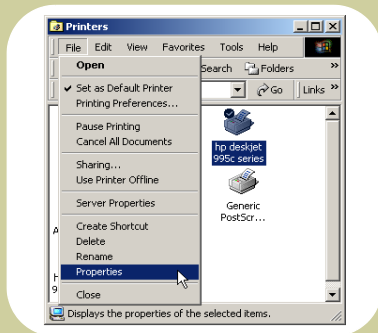 Printers
File Edit View Favorites Tools Help
Search Folders »
Go Links »
Open
Set as Default Printer
Printing Preferences...
Pause Printing
Cancel All Documents
Sharing...
Use Printer Offline
Server Properties
Create Shortcut
Delete
Rename
Properties
Close
hp deskjet
995c series
Generic
PostScr...
Displays the properties of the selected items.